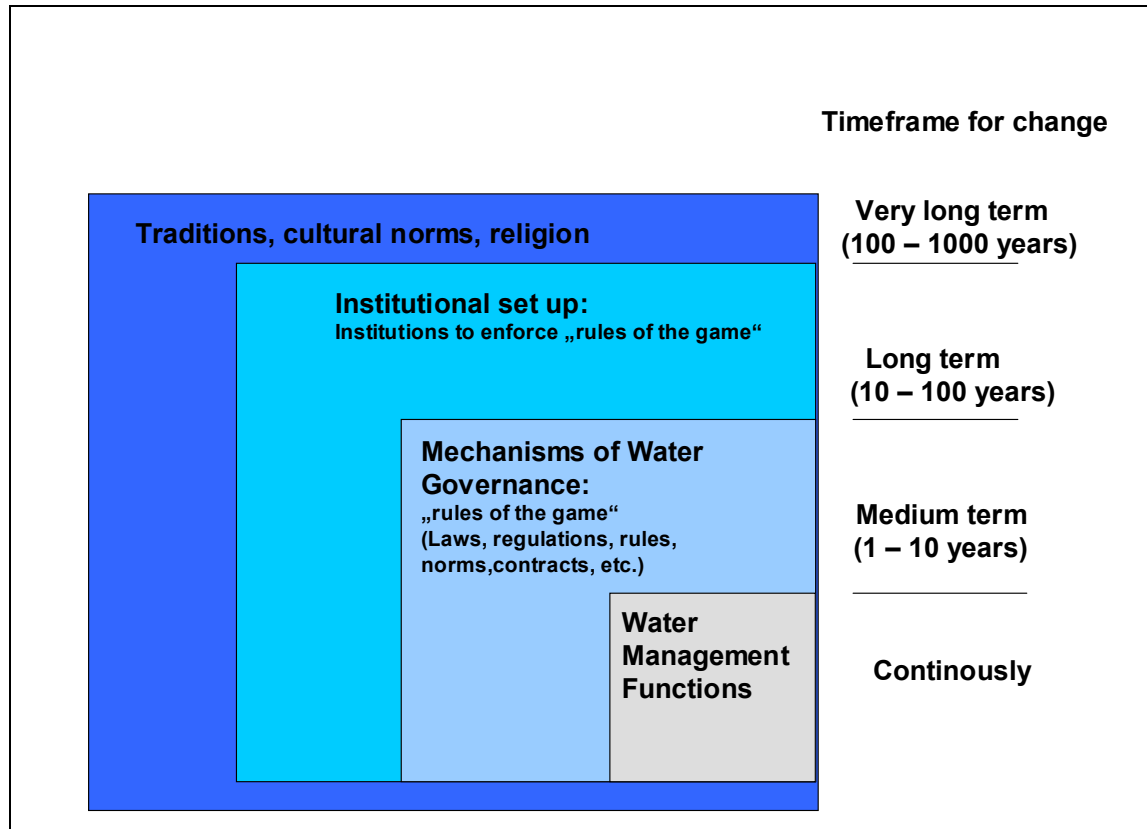 Timeframe for change
Traditions, cultural norms, religion
Very long term
(100 – 1000 years)
Institutional set up:
Institutions to enforce „rules of the game“
Long term
(10 – 100 years)
Mechanisms of Water
Governance:
„rules of the game“
(Laws, regulations, rules,
norms,contracts, etc.)
Medium term
(1 – 10 years)
Water
Management
Functions
Continously